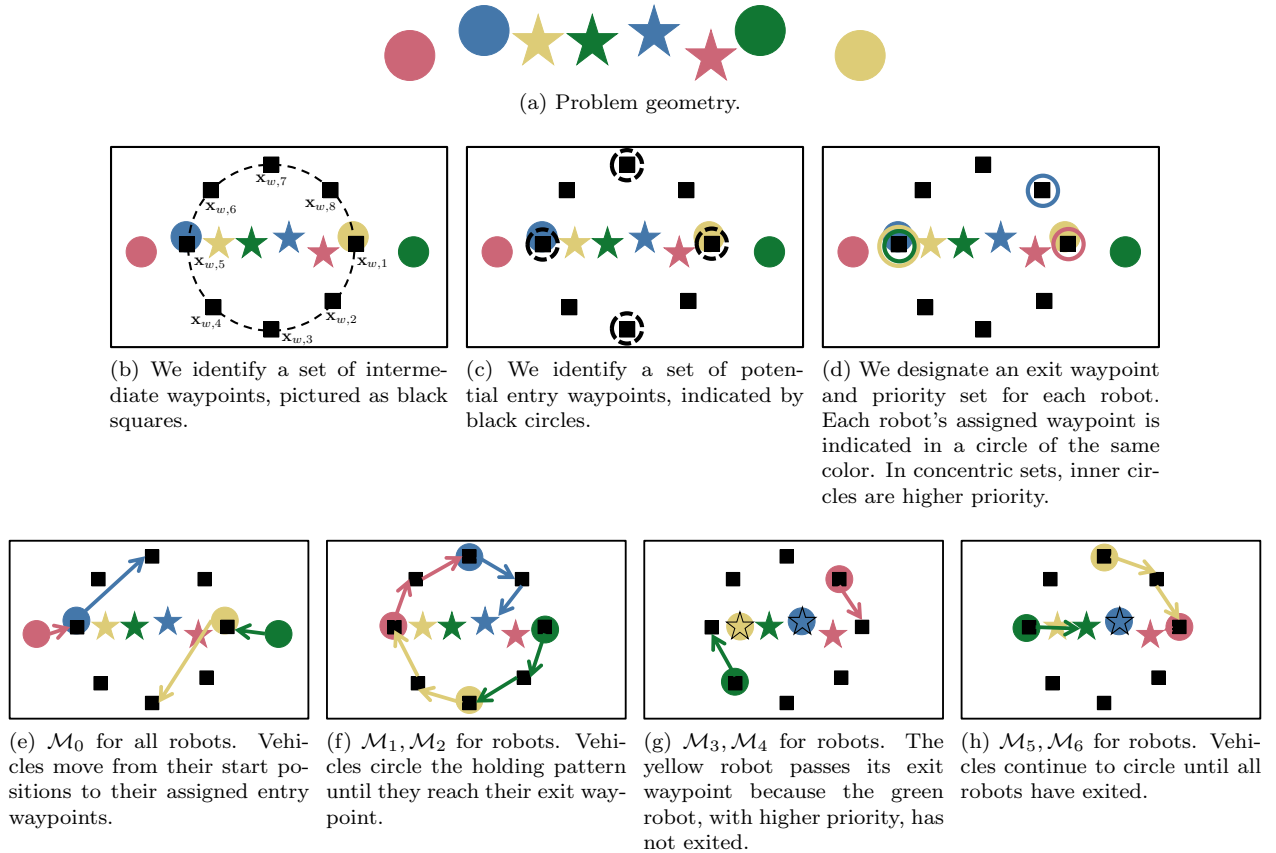 (a) Problem geometry.
x_{w,7}
x_{w,6}
x_{w,8}
x_{w,5}
x_{w,1}
x_{w,4}
x_{w,2}
x_{w,3}
(b) We identify a set of interme-
diate waypoints, pictured as black
squares.
(c) We identify a set of poten-
tial entry waypoints, indicated by
black circles.
(d) We designate an exit waypoint
and priority set for each robot.
Each robot's assigned waypoint is
indicated in a circle of the same
color. In concentric sets, inner cir-
cles are higher priority.
(e) M_0 for all robots. Vehi-
cles move from their start po-
sitions to their assigned entry
waypoints.
(f) M_1, M_2 for robots. Vehi-
cles circle the holding pattern
until they reach their exit way-
point.
(g) M_3, M_4 for robots. The
yellow robot passes its exit
waypoint because the green
robot, with higher priority, has
not exited.
(h) M_5, M_6 for robots. Vehi-
cles continue to circle until all
robots have exited.